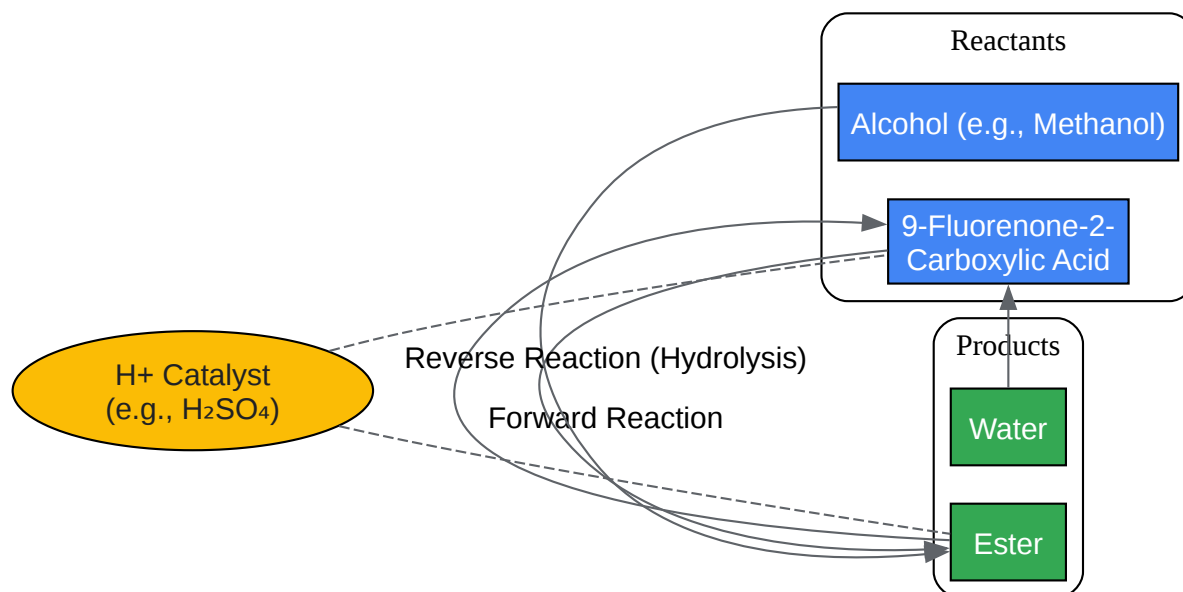 Reactants
Alcohol (e.g., Methanol)
9-Fluorenone-2-
Carboxylic Acid
Reverse Reaction (Hydrolysis)
Forward Reaction
H+ Catalyst
(e.g., H₂SO₄)
Products
Water
Ester